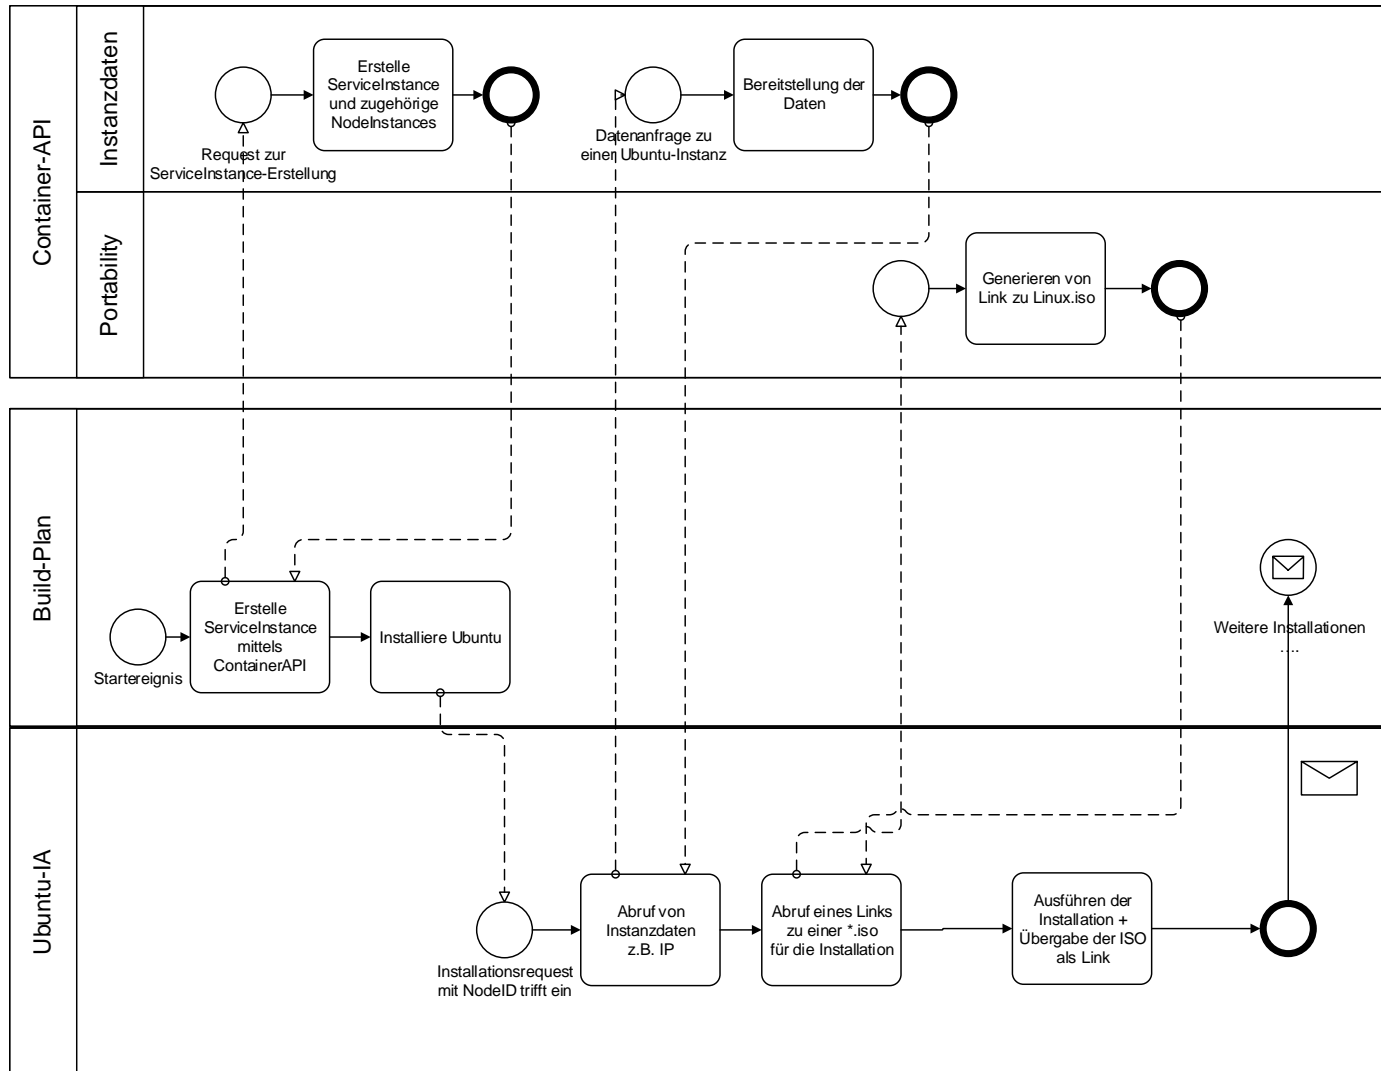 Container-API
Instanzdaten
Erstelle
ServiceInstance
und zugehörige
NodeInstances
Request zur
ServiceInstance-Erstellung
Bereitstellung der
Daten
Datenanfrage zu
einer Ubuntu-Instanz
Portability
Generieren von
Link zu Linux.iso
Build-Plan
Startereignis
Erstelle
ServiceInstance
mittels
ContainerAPI
Installiere Ubuntu
Weitere Installationen
....
Ubuntu-IA
Installationsrequest
mit NodeID trifft ein
Abruf von
Instanzdaten
z.B. IP
Abruf eines Links
zu einer *.iso
für die Installation
Ausführen der
Installation +
Übergabe der ISO
als Link